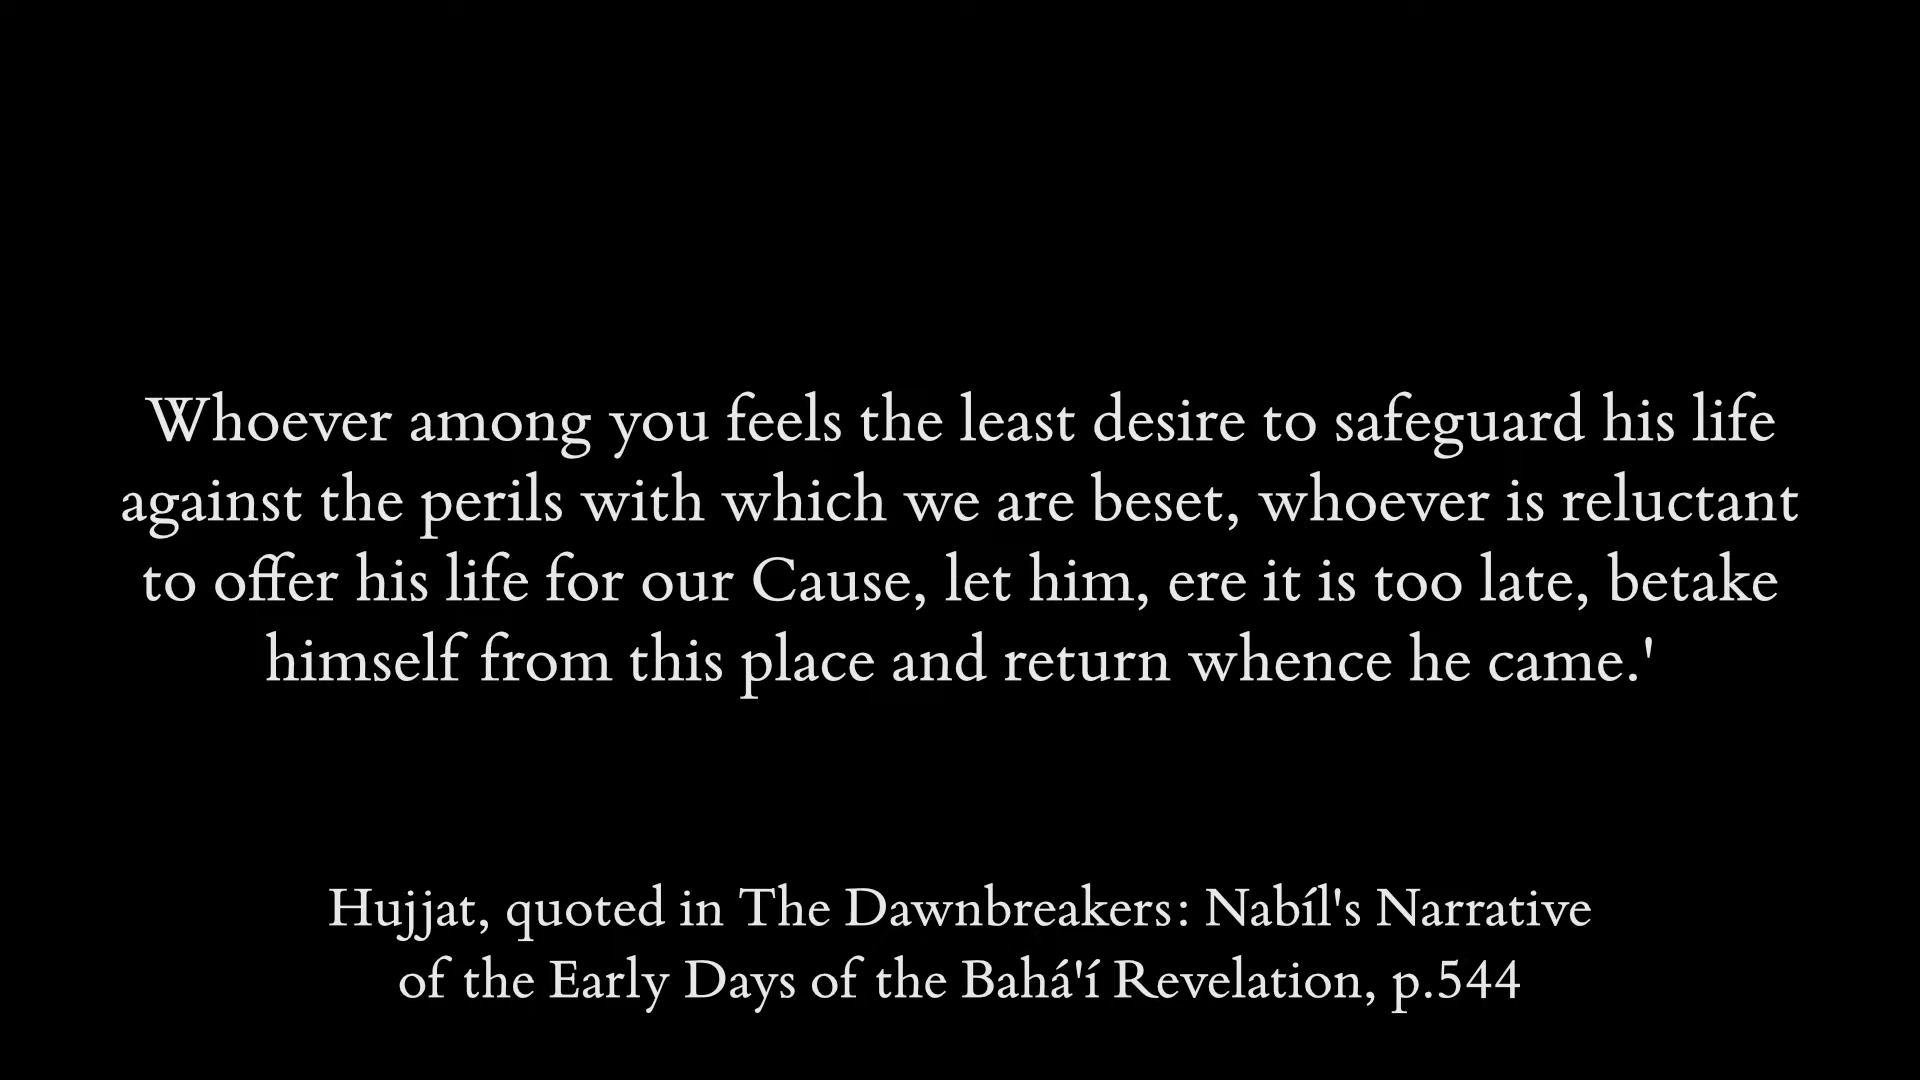 Whoever among you feels the least desire to safeguard his life
against the perils with which we are beset, whoever is reluctant
to offer his life for our Cause, let him, ere it is too late, betake
himself from this place and return whence he came.'
Hujjat, quoted in The Dawnbreakers: Nabíl's Narrative
of the Early Days of the Bahá'í Revelation, p.544